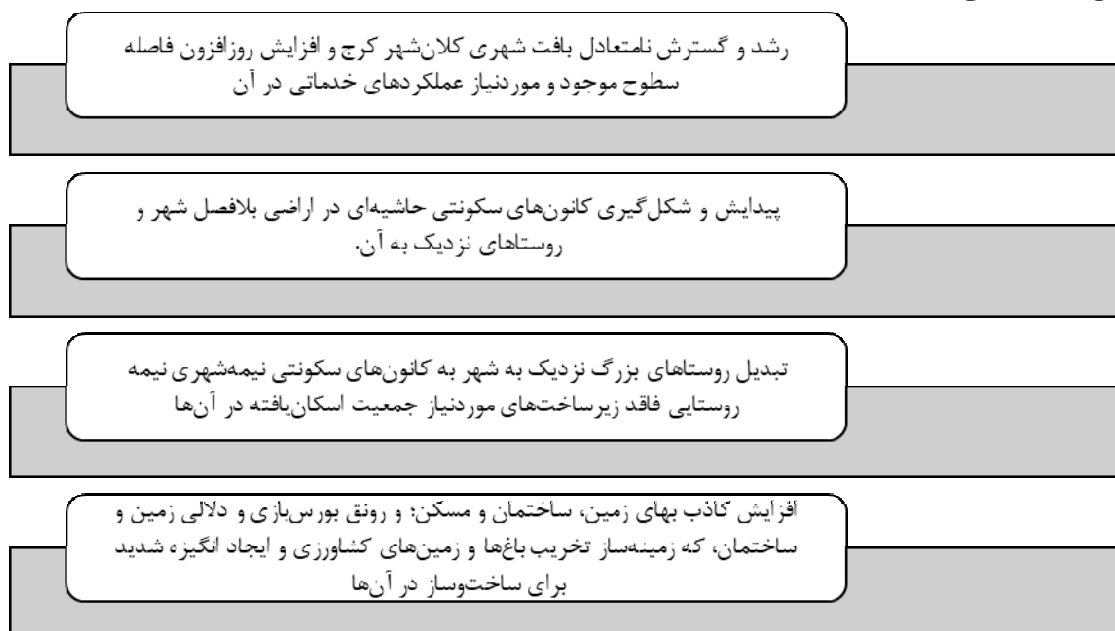 رشد و گسترش نامتعادل بافت شهری کلان‌شهر کرج و افزایش روزافزون فاصله
سطوح موجود و موردنیاز عملکردهای خدماتی در آن
پیدایش و شکل‌گیری کانون‌های سکونتی حاشیه‌ای در اراضی بلافصل شهر و
روستاهای نزدیک به آن.
تبدیل روستاهای بزرگ نزدیک به شهر به کانون‌های سکونتی نیمه‌شهری نیمه
روستایی فاقد زیرساخت‌های موردنیاز جمعیت اسکان‌یافته در آن‌ها
افزایش کاذب بهای زمین، ساختمان و مسکن؛ و رونق بورس‌بازی و دلالی زمین و
ساختمان، که زمینه‌ساز تخریب باغ‌ها و زمین‌های کشاورزی و ایجاد انگیزه شدید
برای ساخت‌وساز در آن‌ها